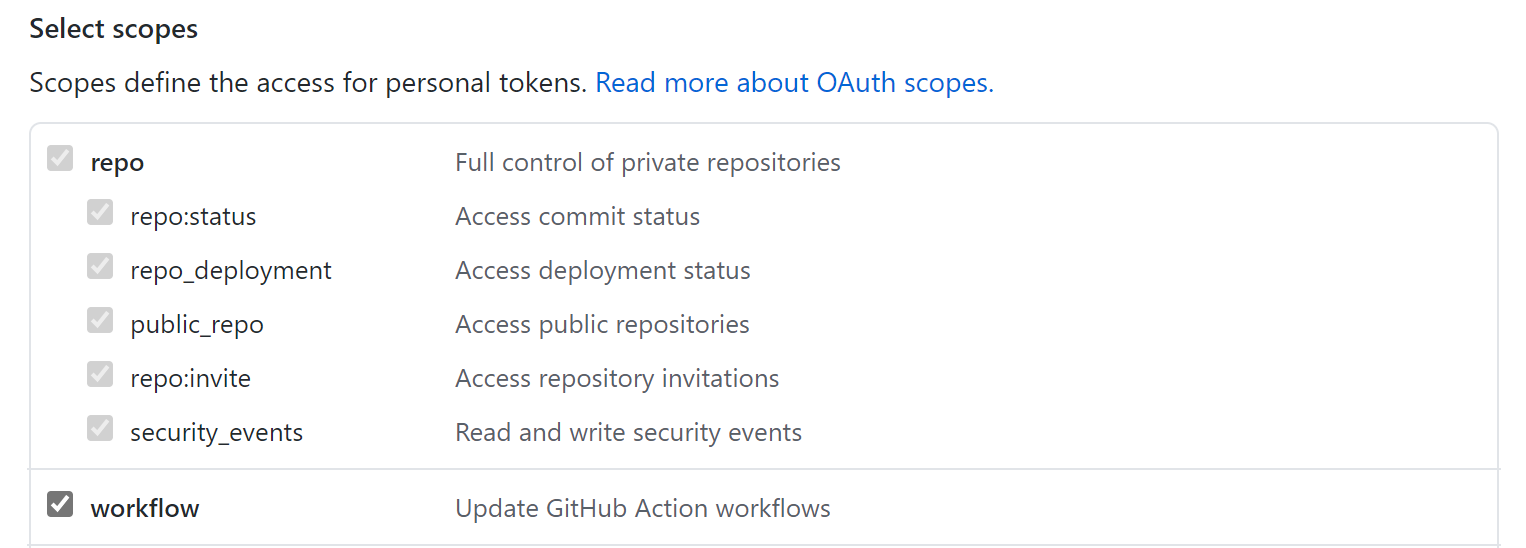 Select scopes
Scopes define the access for personal tokens. Read more about OAuth scopes.
repo Full control of private repositories
repo:status Access commit status
repo_deployment Access deployment status
public_repo Access public repositories
repo:invite Access repository invitations
security_events Read and write security events
workflow Update GitHub Action workflows